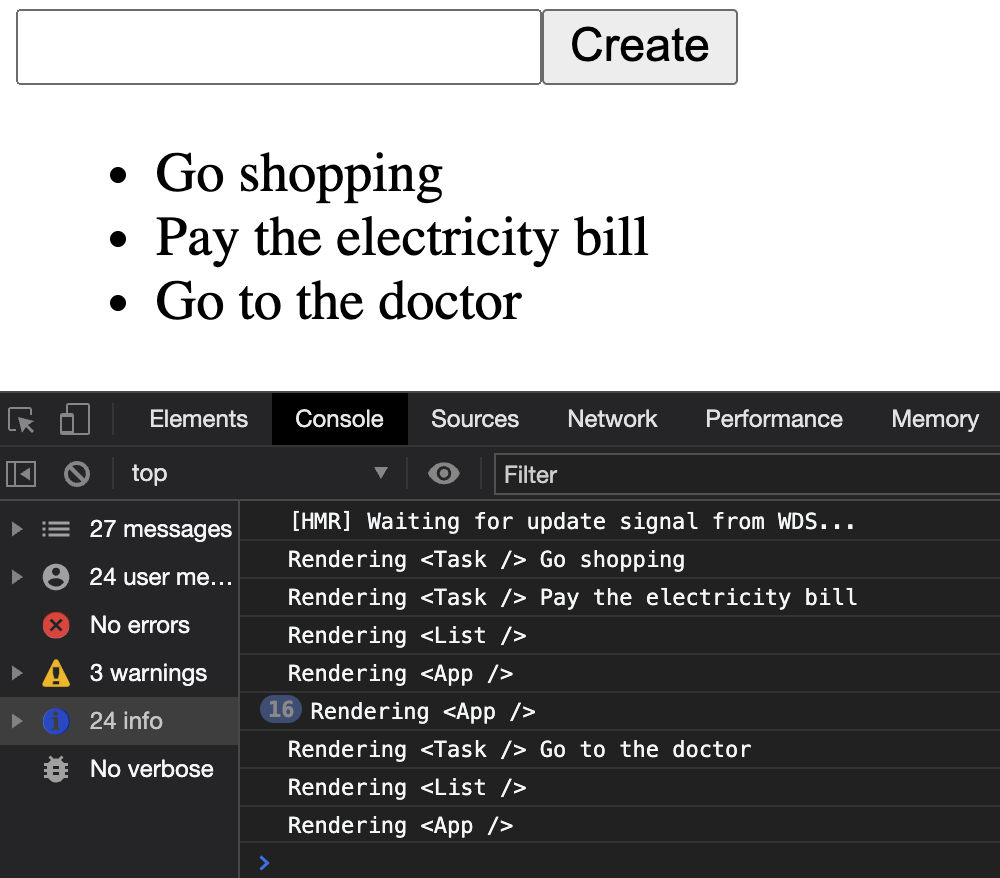 Create
Go shopping
Pay the electricity bill
Go to the doctor
Elements Console Sources Network Performance Memory
top Filter
27 messages
24 user me...
No errors
3 warnings
24 info
No verbose
[HMR] Waiting for update signal from WDS...
Rendering <Task /> Go shopping
Rendering <Task /> Pay the electricity bill
Rendering <List />
Rendering <App />
16 Rendering <App />
Rendering <Task /> Go to the doctor
Rendering <List />
Rendering <App />